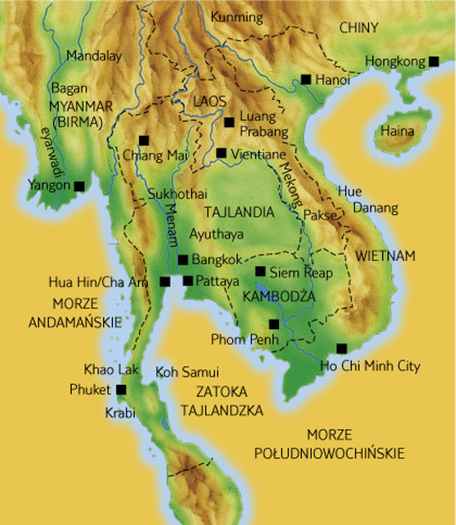 Kunming
CHINY
Mandalay
Hongkong
Hanoi
Bagan
MYANMAR
(BIRMA)
LAOS
Luang
Prabang
Haina
eyarwadi
Chiang Mai
Vientiane
Yangon
Mekong
Sukhothai
Hue
Danang
Menam
TAJLANDIA
Pakse
Ayuthaya
WIETNAM
Bangkok
Siem Reap
Hua Hin/Cha Am
Pattaya
KAMBODŻA
MORZE
ANDAMAŃSKIE
Phom Penh
Ho Chi Minh City
Khao Lak
Koh Samui
Phuket
ZATOKA
TAJLANDZKA
Krabi
MORZE
POŁUDNIOWOCHIŃSKIE